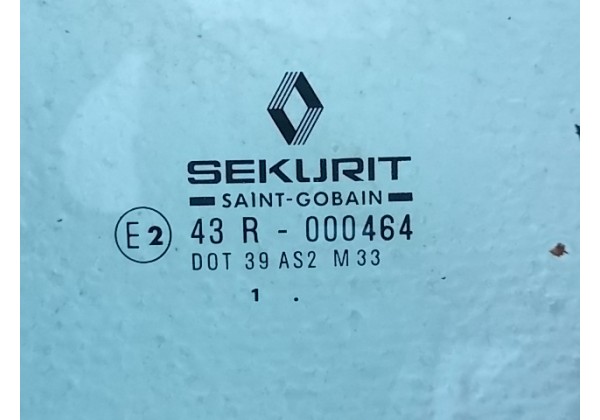 SEKURIT
SAINT-GOBAIN
E2 43 R - 000464
DOT 39 AS2 M33
1 .